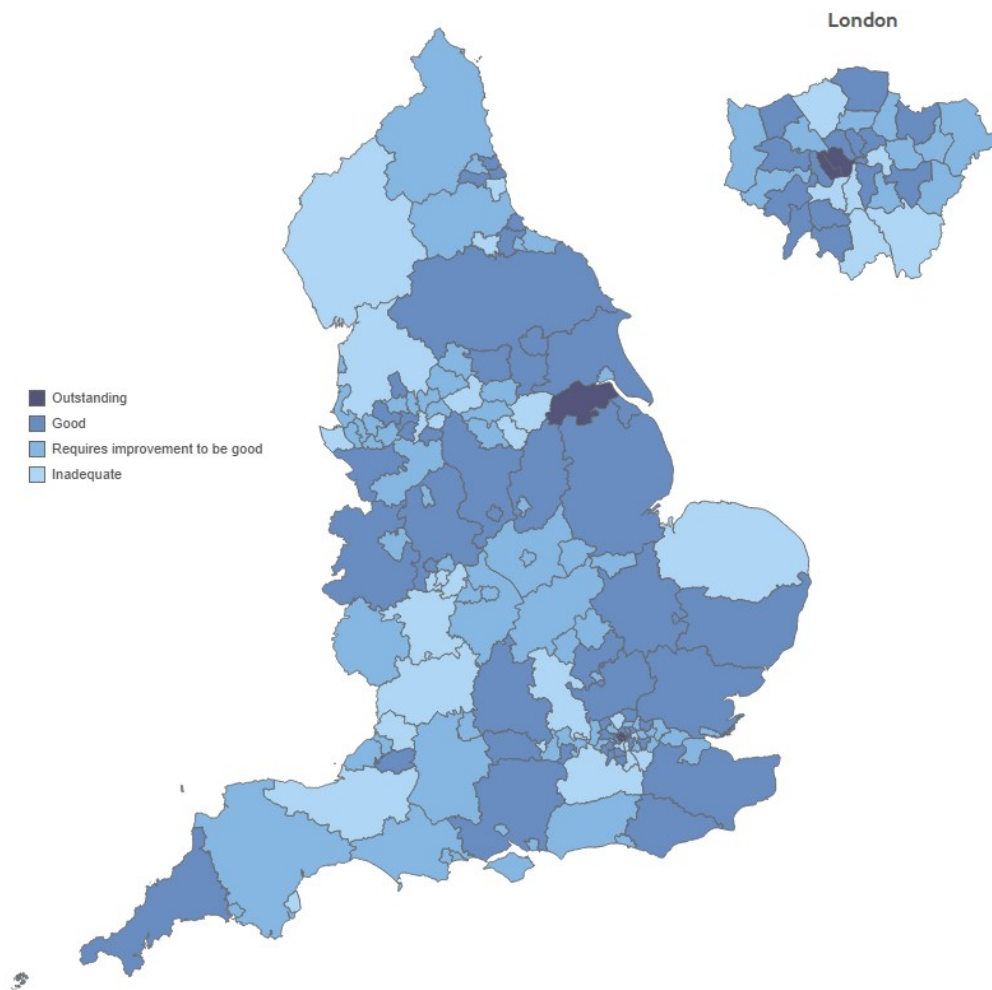 London
Outstanding
Good
Requires improvement to be good
Inadequate